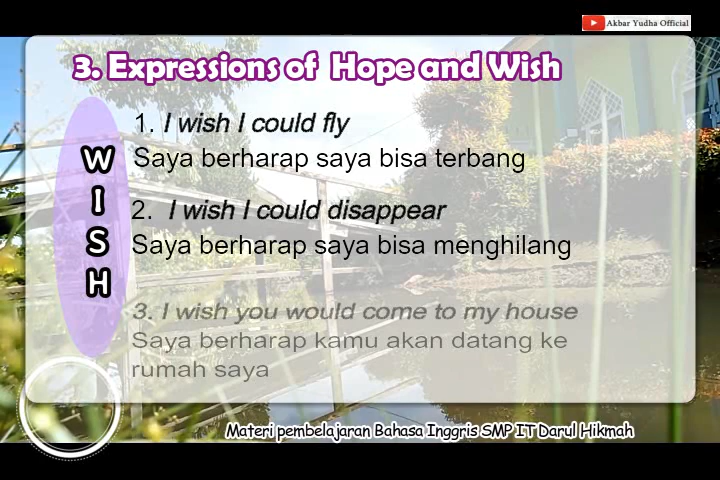 Akbar Yudha Official
3. Expressions of Hope and Wish
WISH
1. I wish I could fly
Saya berharap saya bisa terbang
2. I wish I could disappear
Saya berharap saya bisa menghilang
3. I wish you would come to my house
Saya berharap kamu akan datang ke
rumah saya
Materi pembelajaran Bahasa Inggris SMP IT Darul Hikmah